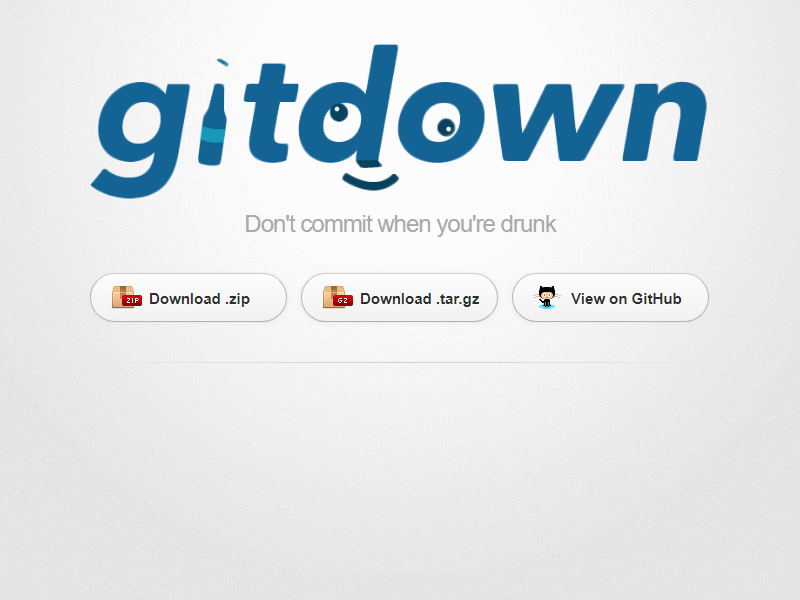 gitdown
Don't commit when you're drunk
ZIP Download .zip
GZ Download .tar.gz
View on GitHub